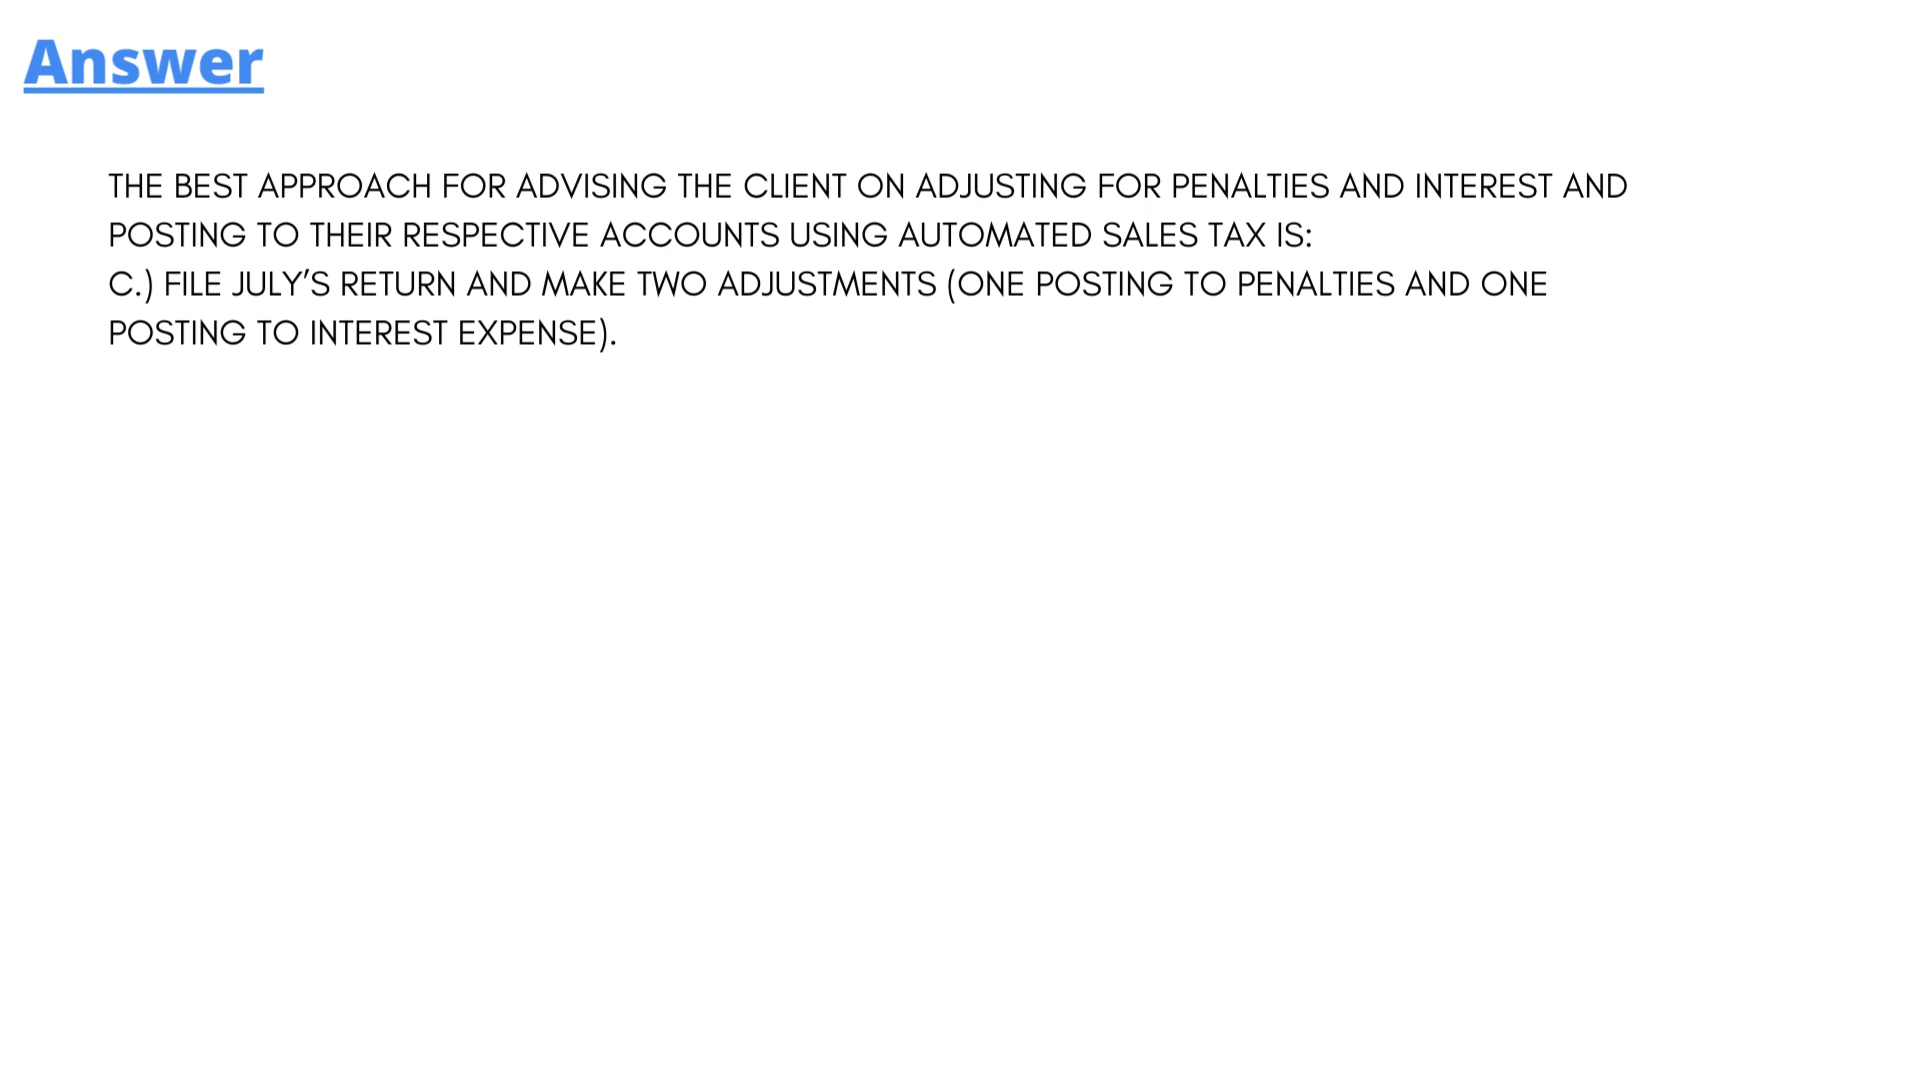 Answer
THE BEST APPROACH FOR ADVISING THE CLIENT ON ADJUSTING FOR PENALTIES AND INTEREST AND
POSTING TO THEIR RESPECTIVE ACCOUNTS USING AUTOMATED SALES TAX IS:
C.) FILE JULY’S RETURN AND MAKE TWO ADJUSTMENTS (ONE POSTING TO PENALTIES AND ONE
POSTING TO INTEREST EXPENSE).